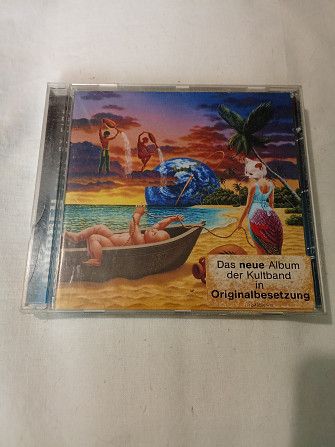 Das neue Album
der Kultband
in
Originalbesetzung